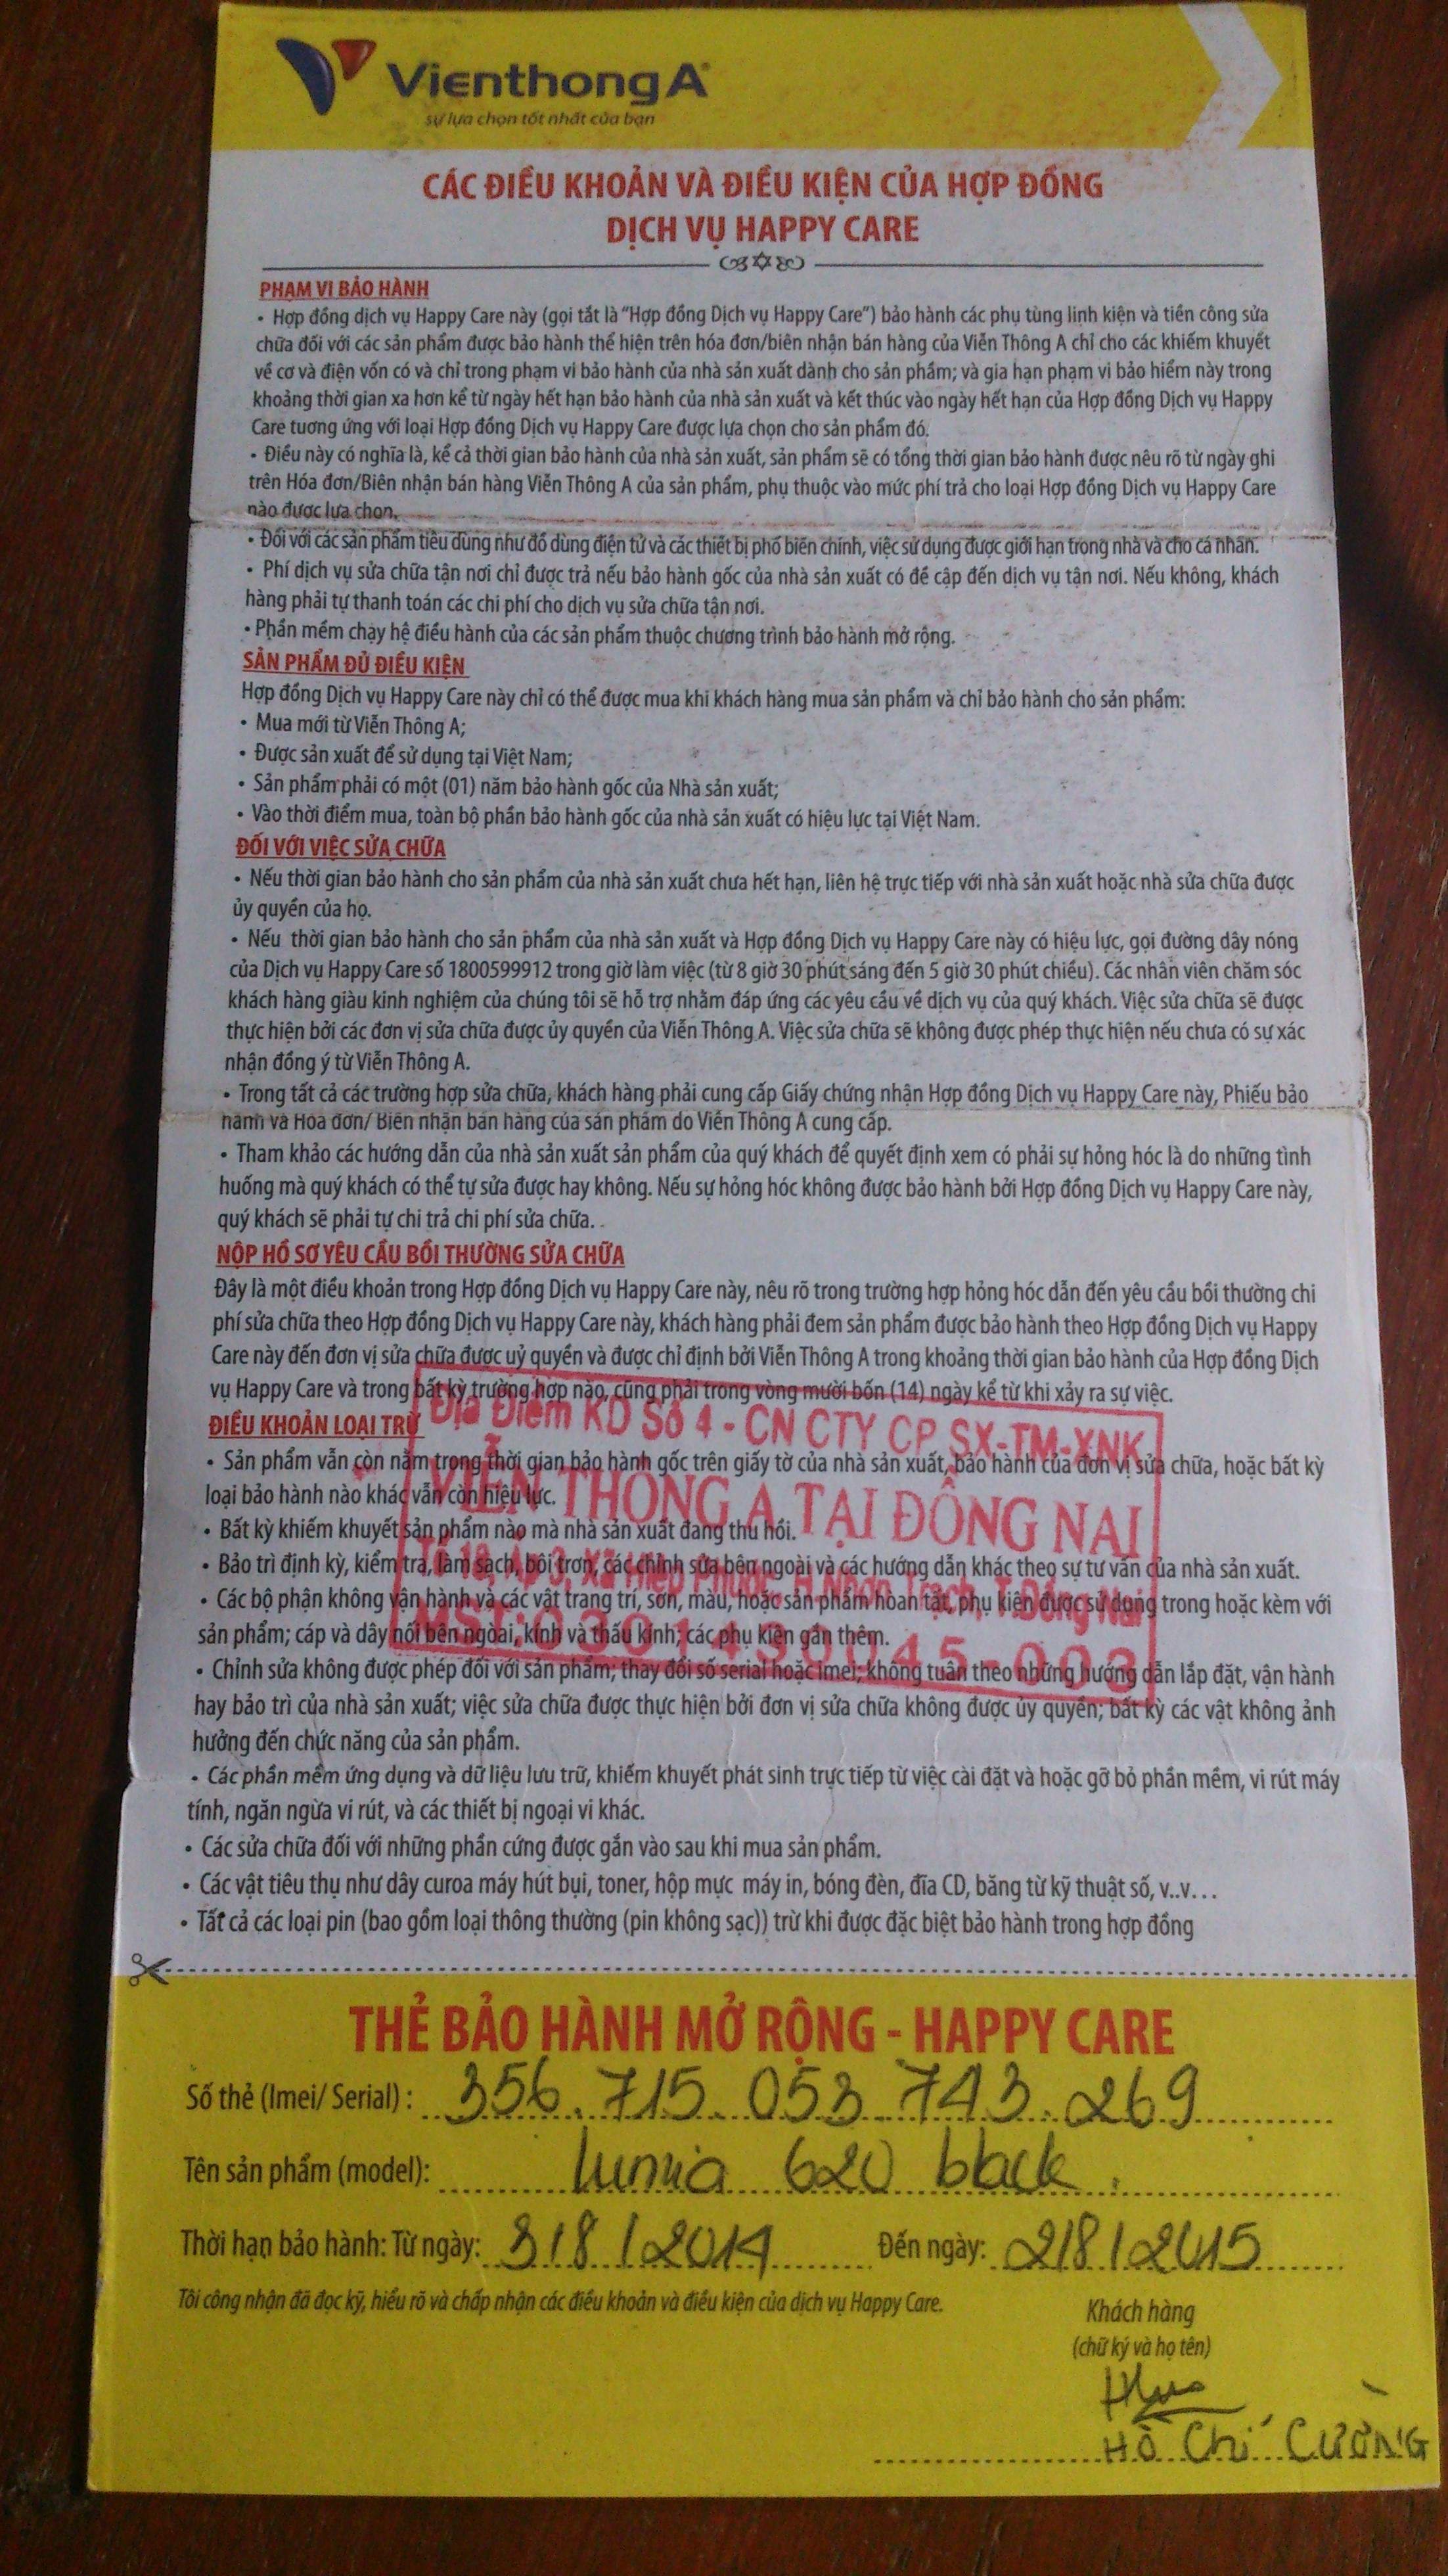 VienthongA
sự lựa chọn tốt nhất của bạn
CÁC ĐIỀU KHOẢN VÀ ĐIỀU KIỆN CỦA HỢP ĐỒNG
DỊCH VỤ HAPPY CARE
PHẠM VI BẢO HÀNH
• Hợp đồng dịch vụ Happy Care này (gọi tắt là “Hợp đồng Dịch vụ Happy Care”) bảo hành các phụ tùng linh kiện và tiền công sửa
chữa đối với các sản phẩm được bảo hành thể hiện trên hóa đơn/biên nhận bán hàng của Viễn Thông A chỉ cho các khiếm khuyết
về cơ và điện vốn có và chỉ trong phạm vi bảo hành của nhà sản xuất dành cho sản phẩm; và gia hạn phạm vi bảo hiểm này trong
khoảng thời gian xa hơn kể từ ngày hết hạn bảo hành của nhà sản xuất và kết thúc vào ngày hết hạn của Hợp đồng Dịch vụ Happy
Care tương ứng với loại Hợp đồng Dịch vụ Happy Care được lựa chọn cho sản phẩm đó.
• Điều này có nghĩa là, kể cả thời gian bảo hành của nhà sản xuất, sản phẩm sẽ có tổng thời gian bảo hành được nêu rõ từ ngày ghi
trên Hóa đơn/Biên nhận bán hàng Viễn Thông A của sản phẩm, phụ thuộc vào mức phí trả cho loại Hợp đồng Dịch vụ Happy Care
nào được lựa chọn.
• Đối với các sản phẩm tiêu dùng như đồ dùng điện tử và các thiết bị phổ biến chính, việc sử dụng được giới hạn trong nhà và cho cá nhân.
• Phí dịch vụ sửa chữa tận nơi chỉ được trả nếu bảo hành gốc của nhà sản xuất có đề cập đến dịch vụ tận nơi. Nếu không, khách
hàng phải tự thanh toán các chi phí cho dịch vụ sửa chữa tận nơi.
• Phần mềm chạy hệ điều hành của các sản phẩm thuộc chương trình bảo hành mở rộng.
SẢN PHẨM ĐỦ ĐIỀU KIỆN
Hợp đồng Dịch vụ Happy Care này chỉ có thể được mua khi khách hàng mua sản phẩm và chỉ bảo hành cho sản phẩm:
• Mua mới từ Viễn Thông A;
• Được sản xuất để sử dụng tại Việt Nam;
• Sản phẩm phải có một (01) năm bảo hành gốc của Nhà sản xuất;
• Vào thời điểm mua, toàn bộ phần bảo hành gốc của nhà sản xuất có hiệu lực tại Việt Nam.
ĐỐI VỚI VIỆC SỬA CHỮA
• Nếu thời gian bảo hành cho sản phẩm của nhà sản xuất chưa hết hạn, liên hệ trực tiếp với nhà sản xuất hoặc nhà sửa chữa được
ủy quyền của họ.
• Nếu thời gian bảo hành cho sản phẩm của nhà sản xuất và Hợp đồng Dịch vụ Happy Care này có hiệu lực, gọi đường dây nóng
của Dịch vụ Happy Care số 1800599912 trong giờ làm việc (từ 8 giờ 30 phút sáng đến 5 giờ 30 phút chiều). Các nhân viên chăm sóc
khách hàng giàu kinh nghiệm của chúng tôi sẽ hỗ trợ nhằm đáp ứng các yêu cầu về dịch vụ của quý khách. Việc sửa chữa sẽ được
thực hiện bởi các đơn vị sửa chữa được ủy quyền của Viễn Thông A. Việc sửa chữa sẽ không được phép thực hiện nếu chưa có sự xác
nhận đồng ý từ Viễn Thông A.
• Trong tất cả các trường hợp sửa chữa, khách hàng phải cung cấp Giấy chứng nhận Hợp đồng Dịch vụ Happy Care này, Phiếu bảo
hành và Hóa đơn/ Biên nhận bán hàng của sản phẩm do Viễn Thông A cung cấp.
• Tham khảo các hướng dẫn của nhà sản xuất sản phẩm của quý khách để quyết định xem có phải sự hỏng hóc là do những tình
huống mà quý khách có thể tự sửa được hay không. Nếu sự hỏng hóc không được bảo hành bởi Hợp đồng Dịch vụ Happy Care này,
quý khách sẽ phải tự chi trả chi phí sửa chữa.
NỘP HỒ SƠ YÊU CẦU BỒI THƯỜNG SỬA CHỮA
Đây là một điều khoản trong Hợp đồng Dịch vụ Happy Care này, nêu rõ trong trường hợp hỏng hóc dẫn đến yêu cầu bồi thường chi
phí sửa chữa theo Hợp đồng Dịch vụ Happy Care này, khách hàng phải đem sản phẩm được bảo hành theo Hợp đồng Dịch vụ Happy
Care này đến đơn vị sửa chữa được uỷ quyền và được chỉ định bởi Viễn Thông A trong khoảng thời gian bảo hành của Hợp đồng Dịch
vụ Happy Care và trong bất kỳ trường hợp nào, cũng phải trong vòng mười bốn (14) ngày kể từ khi xảy ra sự việc.
Địa Điểm KD Số 4 - CN CTY CP SX-TM-XNK
ĐIỀU KHOẢN LOẠI TRỪ
• Sản phẩm vẫn còn nằm trong thời gian bảo hành gốc trên giấy tờ của nhà sản xuất, bảo hành của đơn vị sửa chữa, hoặc bất kỳ
loại bảo hành nào khác vẫn còn hiệu lực.
VIỄN THÔNG A TẠI ĐỒNG NAI
• Bất kỳ khiếm khuyết sản phẩm nào mà nhà sản xuất đang thu hồi.
• Bảo trì định kỳ, kiểm tra, làm sạch, bôi trơn, các chỉnh sửa bên ngoài và các hướng dẫn khác theo sự tư vấn của nhà sản xuất.
Ấp 3, Xã Hiệp Phước, H.Nhơn Trạch, T.Đồng Nai
• Các bộ phận không vận hành và các vật trang trí, sơn, màu, hoặc sản phẩm hoàn tất, phụ kiện được sử dụng trong hoặc kèm với
sản phẩm; cáp và dây nối bên ngoài, kính và thấu kính; các phụ kiện gắn thêm.
MST:0301439045-003
• Chỉnh sửa không được phép đối với sản phẩm; thay đổi số serial hoặc imei; không tuân theo những hướng dẫn lắp đặt, vận hành
hay bảo trì của nhà sản xuất; việc sửa chữa được thực hiện bởi đơn vị sửa chữa không được ủy quyền; bất kỳ các vật không ảnh
hưởng đến chức năng của sản phẩm.
• Các phần mềm ứng dụng và dữ liệu lưu trữ, khiếm khuyết phát sinh trực tiếp từ việc cài đặt và hoặc gỡ bỏ phần mềm, vi rút máy
tính, ngăn ngừa vi rút, và các thiết bị ngoại vi khác.
• Các sửa chữa đối với những phần cứng được gắn vào sau khi mua sản phẩm.
• Các vật tiêu thụ như dây curoa máy hút bụi, toner, hộp mực máy in, bóng đèn, đĩa CD, băng từ kỹ thuật số, v..v...
• Tất cả các loại pin (bao gồm loại thông thường (pin không sạc)) trừ khi được đặc biệt bảo hành trong hợp đồng
THẺ BẢO HÀNH MỞ RỘNG - HAPPY CARE
Số thẻ (Imei/ Serial) : 356.715.053.743.269
Tên sản phẩm (model): lumia 620 black.
Thời hạn bảo hành: Từ ngày: 3/8/2014 Đến ngày: 2/8/2015
Tôi công nhận đã đọc kỹ, hiểu rõ và chấp nhận các điều khoản và điều kiện của dịch vụ Happy Care.
Khách hàng
(chữ ký và họ tên)
HỒ Chí CƯỜNG